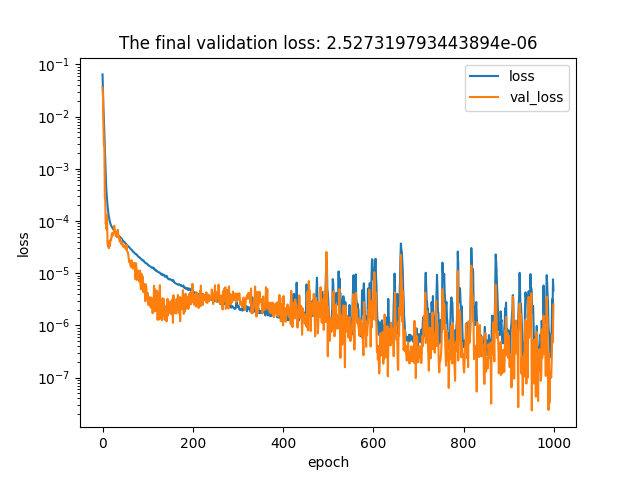 The final validation loss: 2.527319793443894e-06
loss
val_loss
10⁻¹
10⁻²
10⁻³
10⁻⁴
10⁻⁵
10⁻⁶
10⁻⁷
loss
0 200 400 600 800 1000
epoch